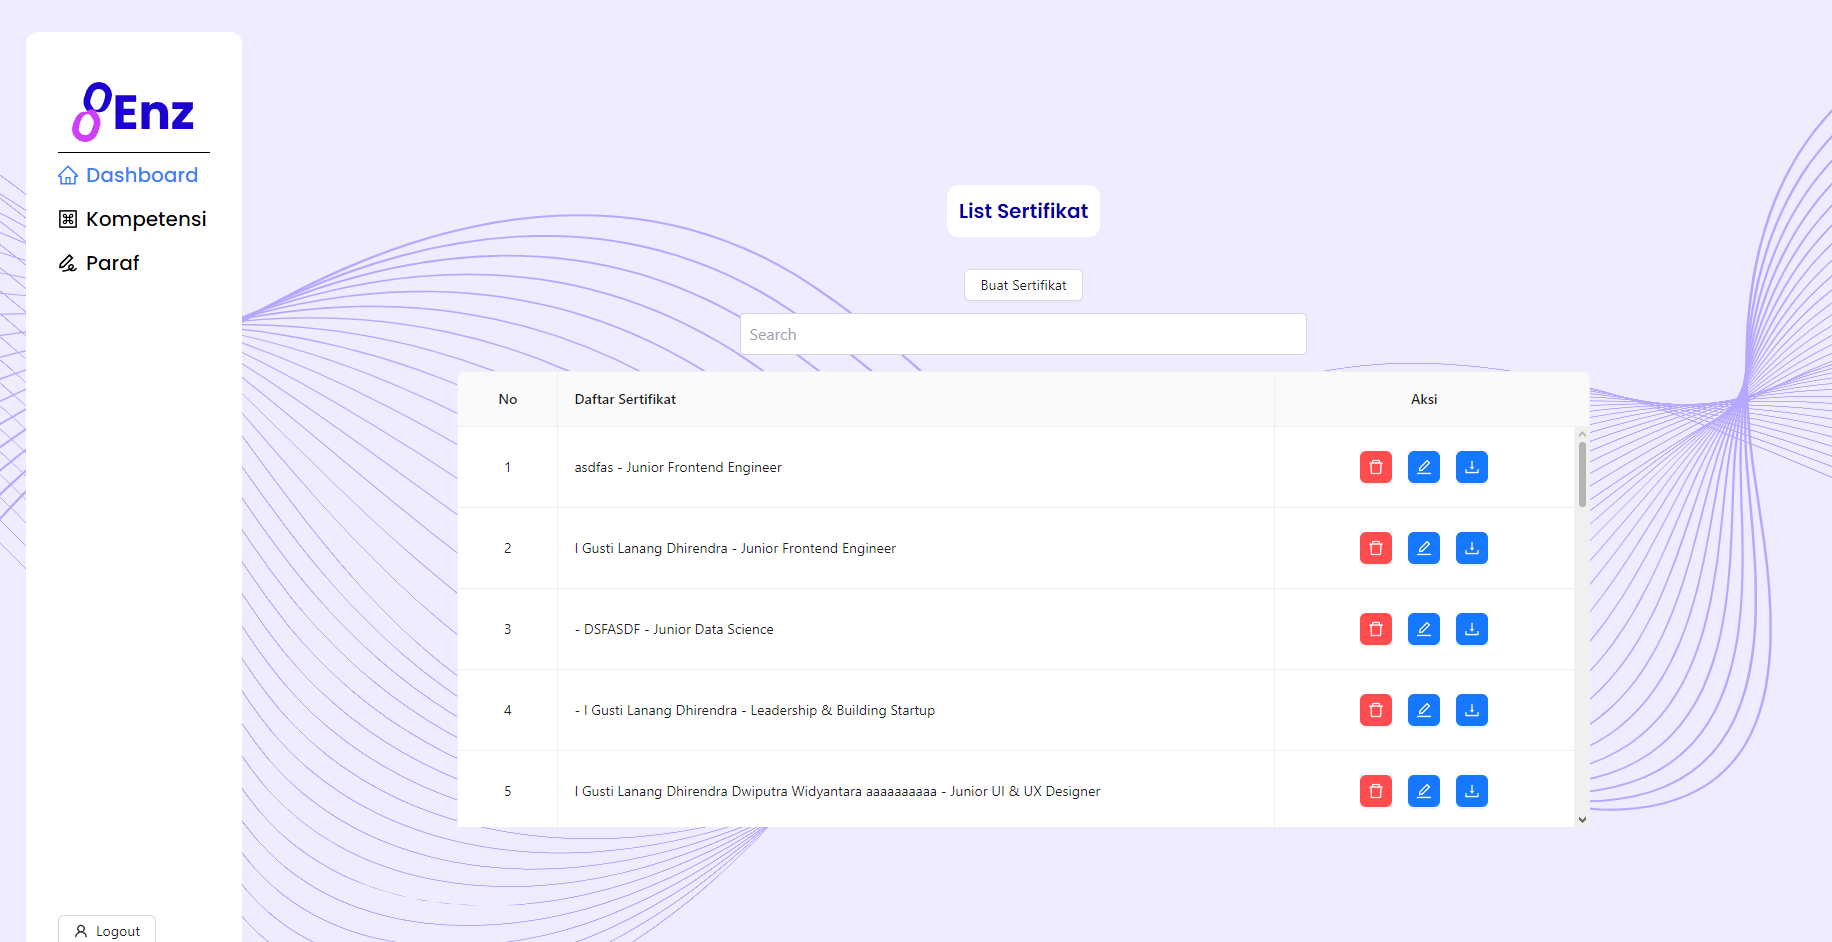 8Enz
Dashboard
Kompetensi
Paraf
Logout
List Sertifikat
Buat Sertifikat
Search
No Daftar Sertifikat Aksi
1 asdfas - Junior Frontend Engineer
2 I Gusti Lanang Dhirendra - Junior Frontend Engineer
3 - DSFASDF - Junior Data Science
4 - I Gusti Lanang Dhirendra - Leadership & Building Startup
5 I Gusti Lanang Dhirendra Dwiputra Widyantara aaaaaaaaaa - Junior UI & UX Designer